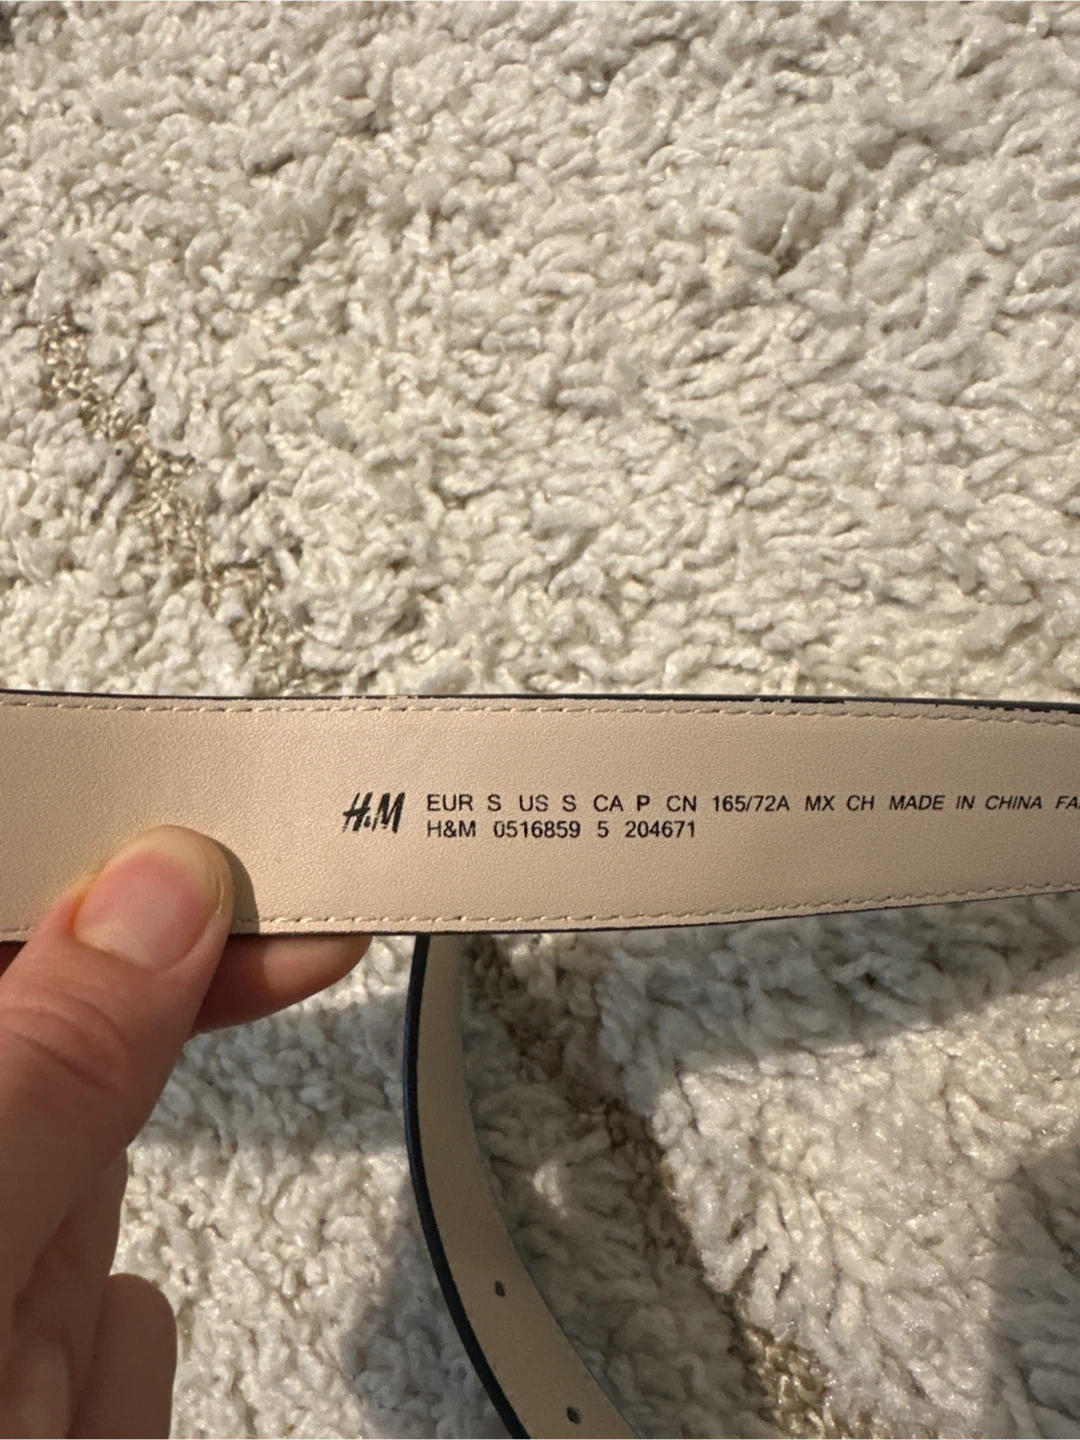 H&M EUR S US S CA P CN 165/72A MX CH MADE IN CHINA
H&M 0516859 5 204671